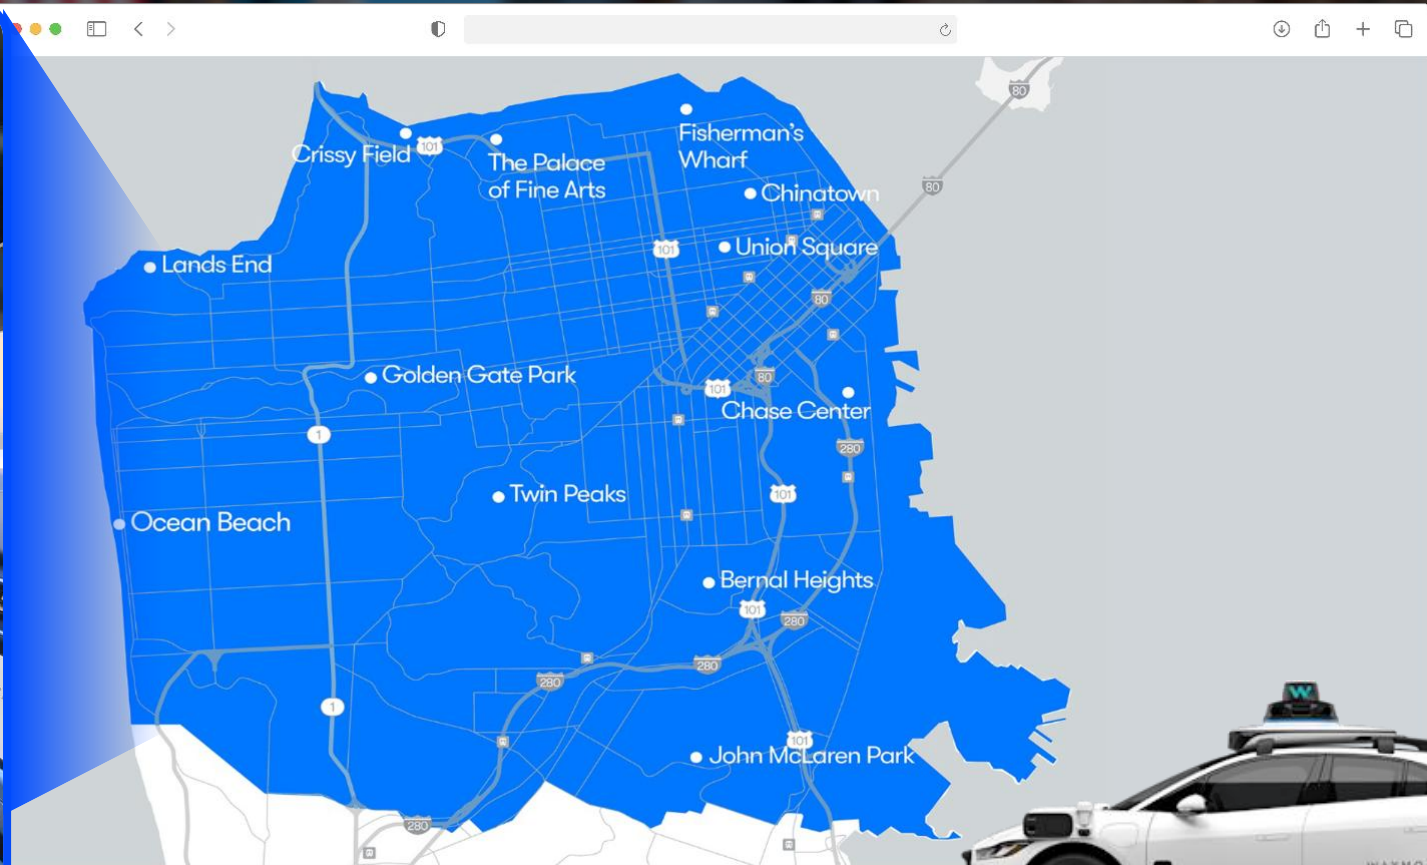 80
Fisherman's
Wharf
Crissy Field
101
The Palace
of Fine Arts
80
Chinatown
101
Union Square
Lands End
80
Golden Gate Park
80
101
Chase Center
1
280
Twin Peaks
101
Ocean Beach
Bernal Heights
101
280
280
280
1
101
John McLaren Park
280
W